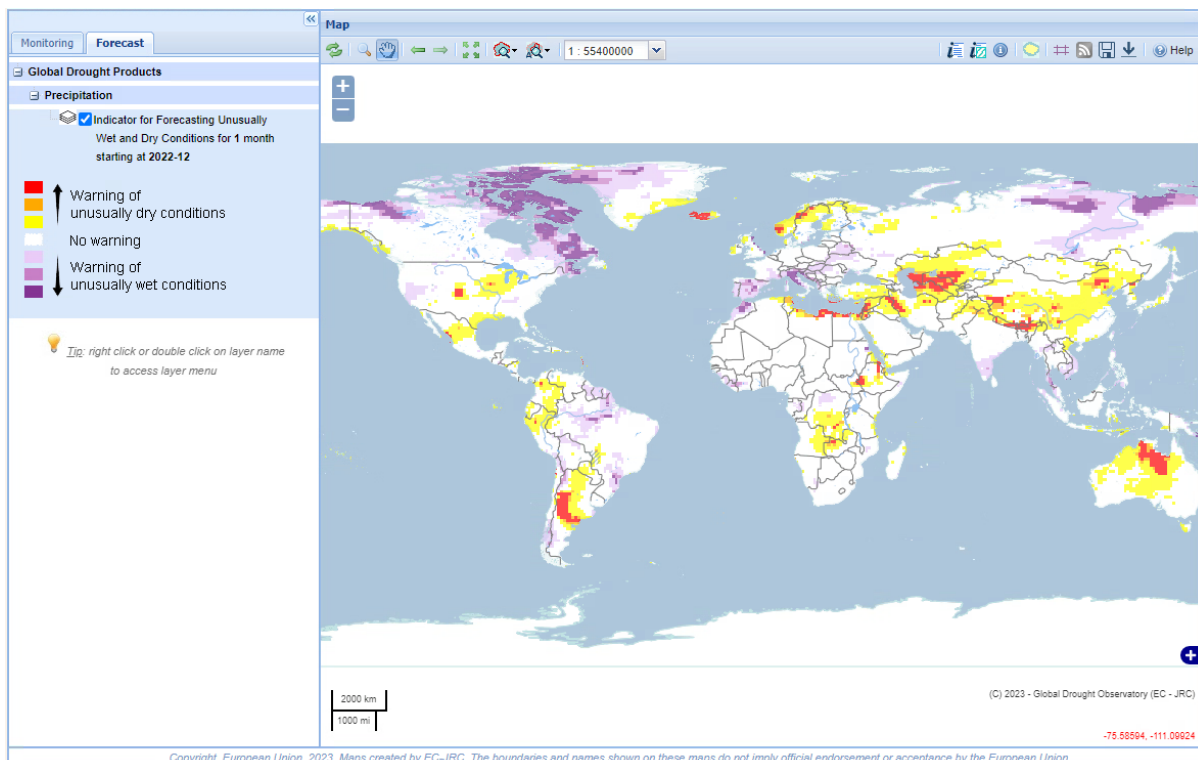 Map
Monitoring
Forecast
1 : 55400000
Help
Global Drought Products
Precipitation
Indicator for Forecasting Unusually
Wet and Dry Conditions for 1 month
starting at 2022-12
Warning of
unusually dry conditions
No warning
Warning of
unusually wet conditions
Tip: right click or double click on layer name
to access layer menu
2000 km
1000 mi
(C) 2023 - Global Drought Observatory (EC - JRC)
-75.58594, -111.09924
Copyright, European Union, 2023. Maps created by EC-JRC. The boundaries and names shown on these maps do not imply official endorsement or acceptance by the European Union.